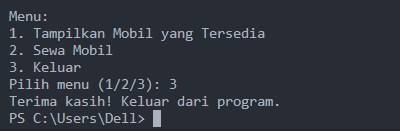 Menu:
1. Tampilkan Mobil yang Tersedia
2. Sewa Mobil
3. Keluar
Pilih menu (1/2/3): 3
Terima kasih! Keluar dari program.
PS C:\Users\Dell>